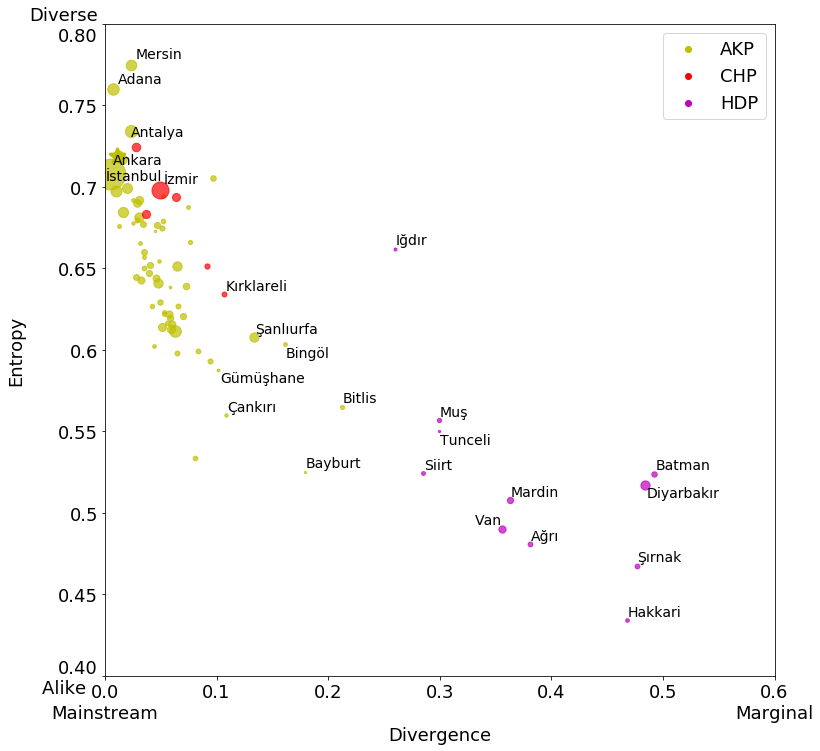 Diverse
0.80
Mersin
AKP
CHP
HDP
Adana
0.75
Antalya
Ankara
İstanbul
İzmir
0.7
Iğdır
0.65
Kırklareli
Entropy
Şanlıurfa
0.6
Bingöl
Gümüşhane
Bitlis
Çankırı
Muş
0.55
Tunceli
Bayburt
Siirt
Batman
Diyarbakır
Mardin
0.5
Van
Ağrı
Şırnak
0.45
Hakkari
0.40
Alike
0.0 0.1 0.2 0.3 0.4 0.5 0.6
Mainstream Marginal
Divergence